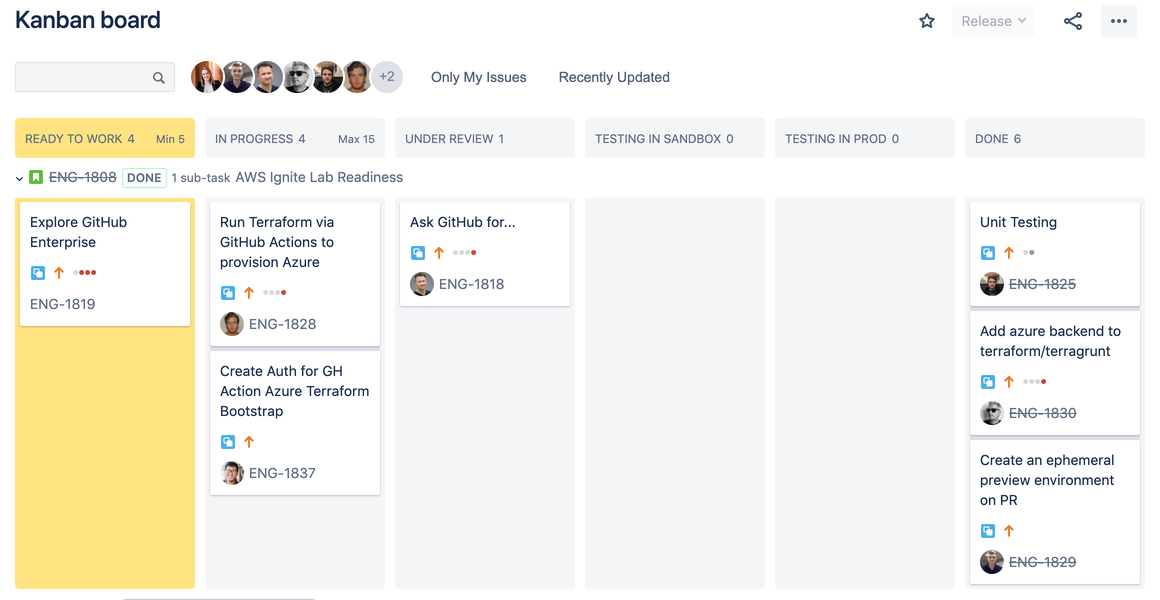 Kanban board
Release
+2
Only My Issues
Recently Updated
READY TO WORK 4 Min 5
IN PROGRESS 4 Max 15
UNDER REVIEW 1
TESTING IN SANDBOX 0
TESTING IN PROD 0
DONE 6
ENG-1808 DONE 1 sub-task AWS Ignite Lab Readiness
Explore GitHub
Enterprise
ENG-1819
Run Terraform via
GitHub Actions to
provision Azure
ENG-1828
Create Auth for GH
Action Azure Terraform
Bootstrap
ENG-1837
Ask GitHub for...
ENG-1818
Unit Testing
ENG-1825
Add azure backend to
terraform/terragrunt
ENG-1830
Create an ephemeral
preview environment
on PR
ENG-1829